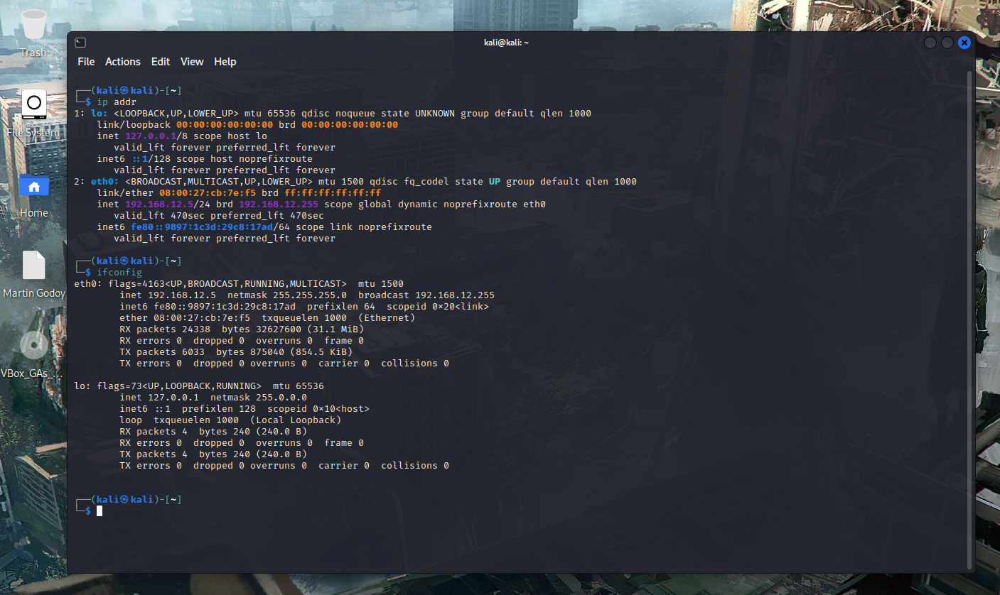 Trash
File System
Home
Martin Godoy
VBox_GAs_...
kali@kali: ~
File Actions Edit View Help
┌──(kali㉿kali)-[~]
└─$ ip addr
1: lo: <LOOPBACK,UP,LOWER_UP> mtu 65536 qdisc noqueue state UNKNOWN group default qlen 1000
    link/loopback 00:00:00:00:00:00 brd 00:00:00:00:00:00
    inet 127.0.0.1/8 scope host lo
       valid_lft forever preferred_lft forever
    inet6 ::1/128 scope host noprefixroute
       valid_lft forever preferred_lft forever
2: eth0: <BROADCAST,MULTICAST,UP,LOWER_UP> mtu 1500 qdisc fq_codel state UP group default qlen 1000
    link/ether 08:00:27:cb:7e:f5 brd ff:ff:ff:ff:ff:ff
    inet 192.168.12.5/24 brd 192.168.12.255 scope global dynamic noprefixroute eth0
       valid_lft 470sec preferred_lft 470sec
    inet6 fe80::9897:1c3d:29c8:17ad/64 scope link noprefixroute
       valid_lft forever preferred_lft forever
┌──(kali㉿kali)-[~]
└─$ ifconfig
eth0: flags=4163<UP,BROADCAST,RUNNING,MULTICAST>  mtu 1500
        inet 192.168.12.5  netmask 255.255.255.0  broadcast 192.168.12.255
        inet6 fe80::9897:1c3d:29c8:17ad  prefixlen 64  scopeid 0x20<link>
        ether 08:00:27:cb:7e:f5  txqueuelen 1000  (Ethernet)
        RX packets 24338  bytes 32627600 (31.1 MiB)
        RX errors 0  dropped 0  overruns 0  frame 0
        TX packets 6033  bytes 875040 (854.5 KiB)
        TX errors 0  dropped 0 overruns 0  carrier 0  collisions 0
lo: flags=73<UP,LOOPBACK,RUNNING>  mtu 65536
        inet 127.0.0.1  netmask 255.0.0.0
        inet6 ::1  prefixlen 128  scopeid 0x10<host>
        loop  txqueuelen 1000  (Local Loopback)
        RX packets 4  bytes 240 (240.0 B)
        RX errors 0  dropped 0  overruns 0  frame 0
        TX packets 4  bytes 240 (240.0 B)
        TX errors 0  dropped 0 overruns 0  carrier 0  collisions 0
┌──(kali㉿kali)-[~]
└─$